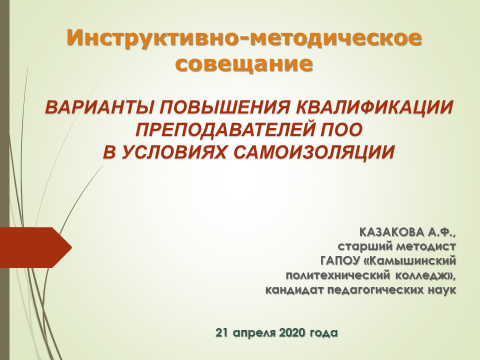 Инструктивно-методическое
совещание
ВАРИАНТЫ ПОВЫШЕНИЯ КВАЛИФИКАЦИИ
ПРЕПОДАВАТЕЛЕЙ ПОО
В УСЛОВИЯХ САМОИЗОЛЯЦИИ
КАЗАКОВА А.Ф.,
старший методист
ГАПОУ «Камышинский
политехнический колледж»,
кандидат педагогических наук
21 апреля 2020 года